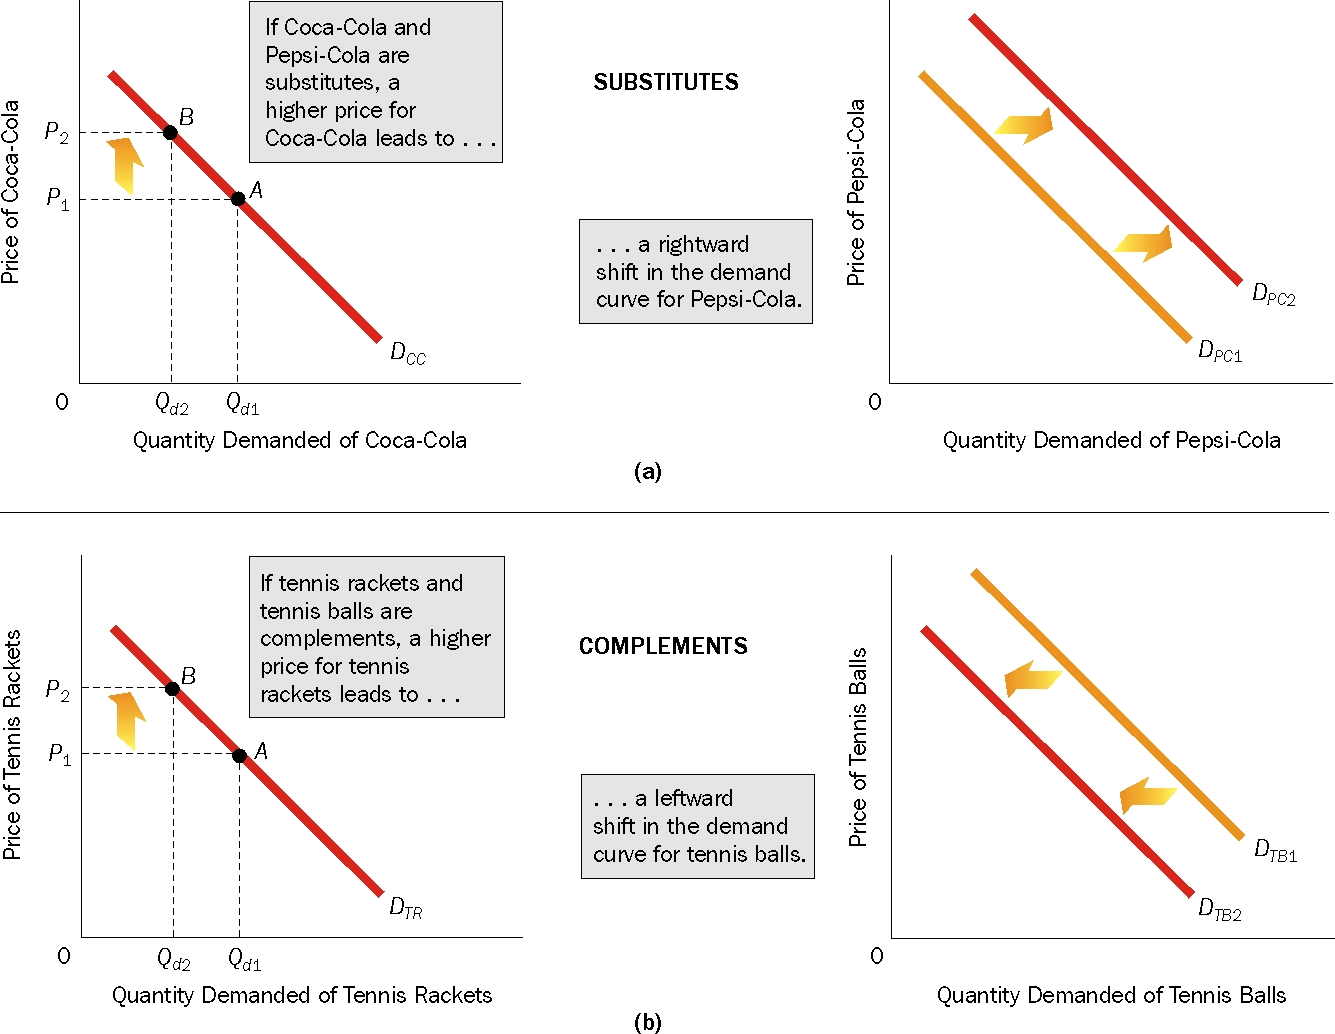 If Coca-Cola and
Pepsi-Cola are
substitutes, a
higher price for
Coca-Cola leads to . . .
SUBSTITUTES
. . . a rightward
shift in the demand
curve for Pepsi-Cola.
Price of Coca-Cola
P2
P1
B
A
DCC
0
Qd2
Qd1
Quantity Demanded of Coca-Cola
Price of Pepsi-Cola
DPC2
DPC1
0
Quantity Demanded of Pepsi-Cola
(a)
If tennis rackets and
tennis balls are
complements, a higher
price for tennis
rackets leads to . . .
COMPLEMENTS
. . . a leftward
shift in the demand
curve for tennis balls.
Price of Tennis Rackets
P2
P1
B
A
DTR
0
Qd2
Qd1
Quantity Demanded of Tennis Rackets
Price of Tennis Balls
DTB1
DTB2
0
Quantity Demanded of Tennis Balls
(b)